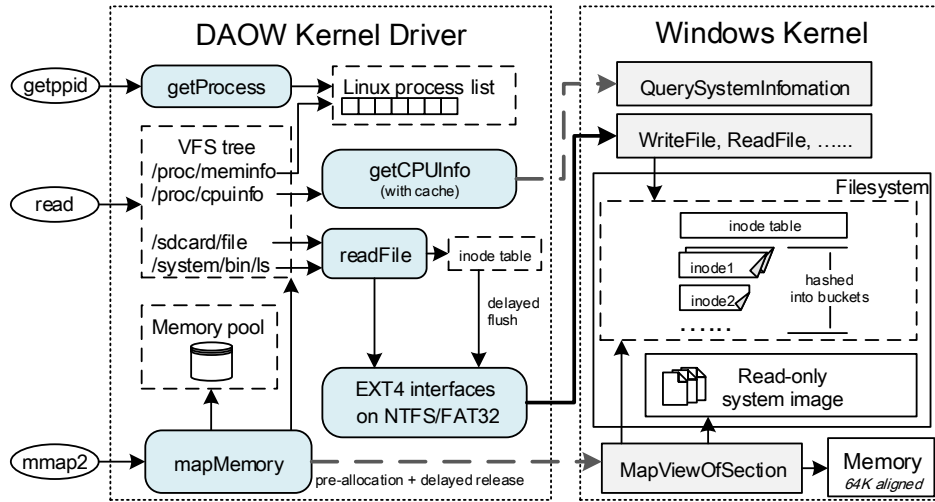 DAOW Kernel Driver
Windows Kernel
getppid
getProcess
Linux process list
QuerySystemInfomation
WriteFile, ReadFile, ……
VFS tree
/proc/meminfo
/proc/cpuinfo
/sdcard/file
/system/bin/ls
read
getCPUInfo
(with cache)
readFile
inode table
delayed
flush
Filesystem
inode table
inode1
inode2
……
hashed
into buckets
Memory pool
EXT4 interfaces
on NTFS/FAT32
Read-only
system image
mmap2
mapMemory
pre-allocation + delayed release
MapViewOfSection
Memory
64K aligned